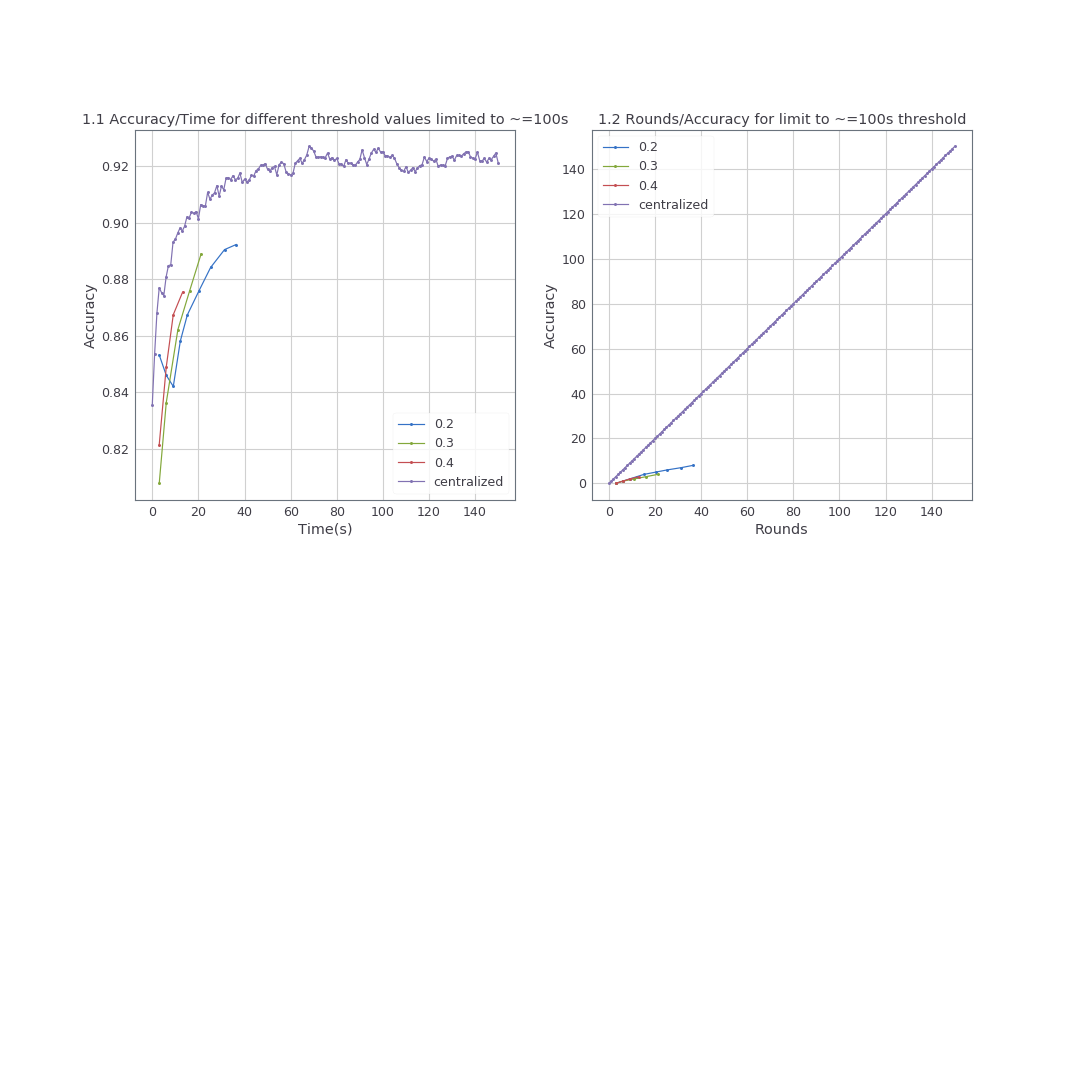 1.1 Accuracy/Time for different threshold values limited to ~=100s
0.92
0.90
0.88
0.86
0.84
0.82
Accuracy
0 20 40 60 80 100 120 140
Time(s)
0.2
0.3
0.4
centralized
1.2 Rounds/Accuracy for limit to ~=100s threshold
0.2
0.3
0.4
centralized
140
120
100
80
60
40
20
0
Accuracy
0 20 40 60 80 100 120 140
Rounds